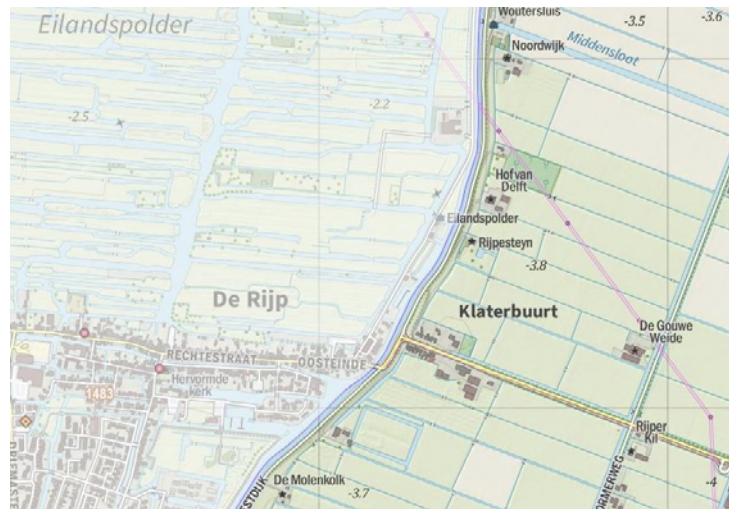 Eilandspolder
Woutersluis
-3.5
-3.6
Noordwijk
Middensloot
-2.2
-2.5
Hof van
Delft
Eilandspolder
Rijpesteyn
-3.8
De Rijp
Klaterbuurt
De Gouwe
Weide
RECHTESTRAAT
OOSTEINDE
Hervormde
kerk
1483
Rijper
Kil
De Molenkolk
-3.7
-4